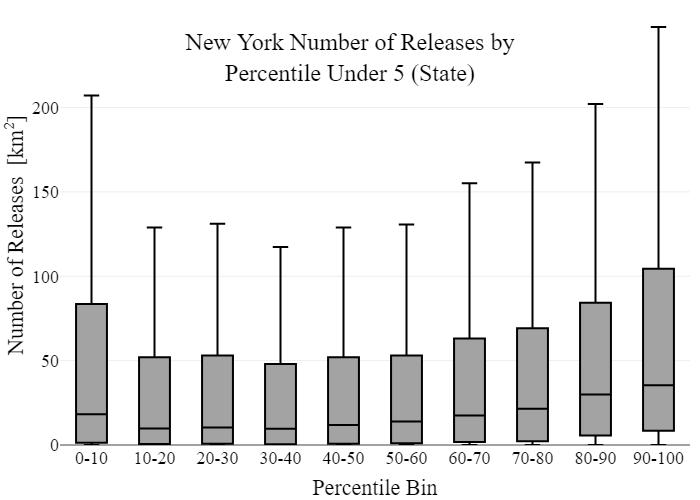 New York Number of Releases by
Percentile Under 5 (State)
Number of Releases [km²]
200
150
100
50
0
0-10 10-20 20-30 30-40 40-50 50-60 60-70 70-80 80-90 90-100
Percentile Bin